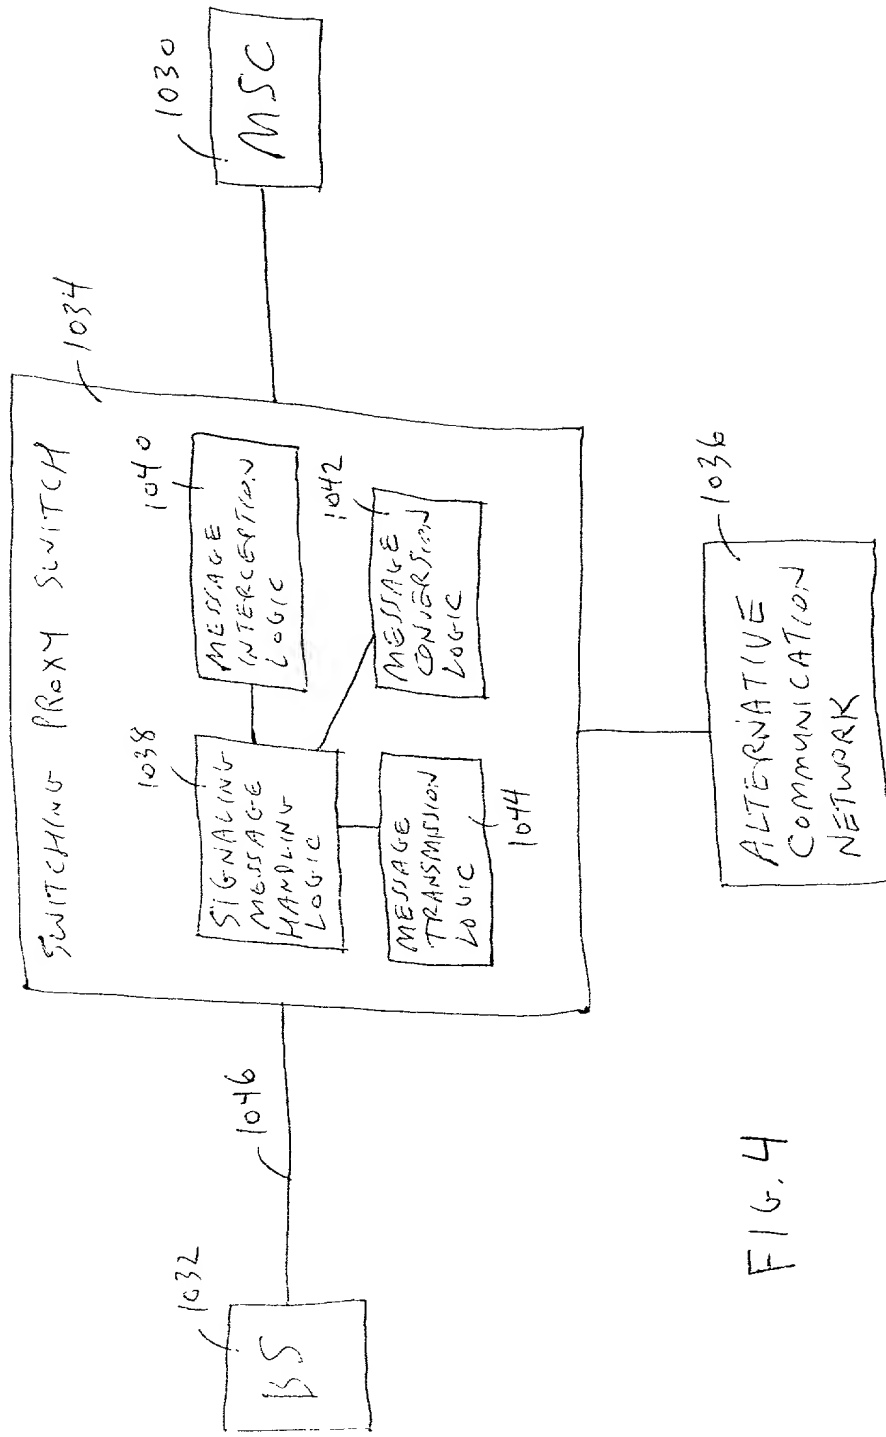 SWITCHING PROXY SWITCH
1034
1030
MSC
1032
BS
1046
1038
SIGNALING
MESSAGE
HANDLING
LOGIC
1040
MESSAGE
INTERCEPTION
LOGIC
1042
MESSAGE
CONVERSION
LOGIC
MESSAGE
TRANSMISSION
LOGIC
1044
1036
ALTERNATIVE
COMMUNICATION
NETWORK
FIG. 4